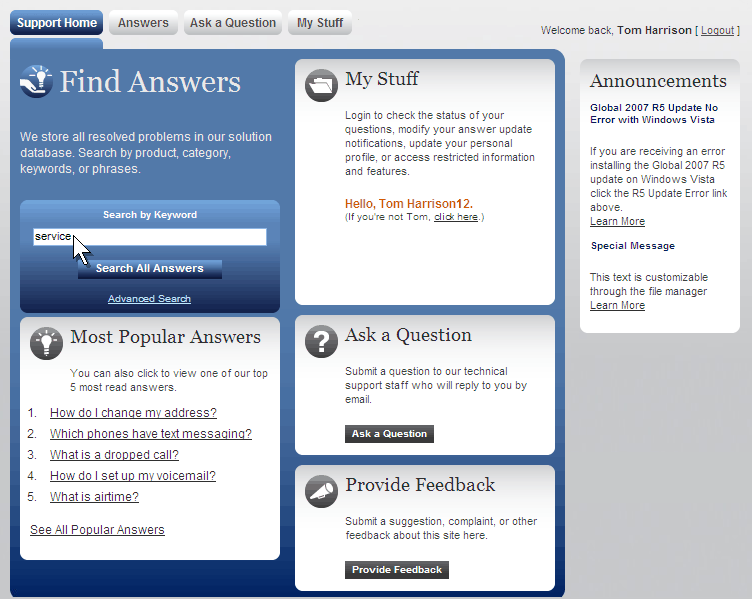 Support Home
Answers
Ask a Question
My Stuff
Welcome back, Tom Harrison [ Logout ]
Find Answers
We store all resolved problems in our solution
database. Search by product, category,
keywords, or phrases.
Search by Keyword
service
Search All Answers
Advanced Search
Most Popular Answers
You can also click to view one of our top
5 most read answers.
1. How do I change my address?
2. Which phones have text messaging?
3. What is a dropped call?
4. How do I set up my voicemail?
5. What is airtime?
See All Popular Answers
My Stuff
Login to check the status of your
questions, modify your answer update
notifications, update your personal
profile, or access restricted information
and features.
Hello, Tom Harrison12.
(If you're not Tom, click here.)
Ask a Question
Submit a question to our technical
support staff who will reply to you by
email.
Ask a Question
Provide Feedback
Submit a suggestion, complaint, or other
feedback about this site here.
Provide Feedback
Announcements
Global 2007 R5 Update No
Error with Windows Vista
If you are receiving an error
installing the Global 2007 R5
update on Windows Vista
click the R5 Update Error link
above.
Learn More
Special Message
This text is customizable
through the file manager
Learn More